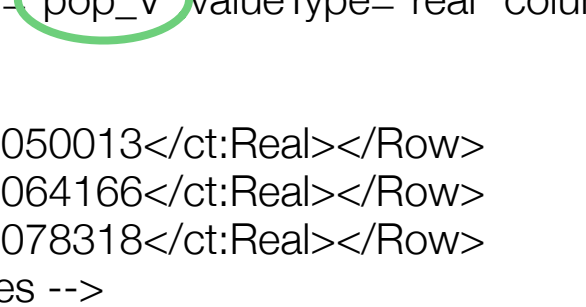 pop_V" valueType="real" colu
050013</ct:Real></Row>
064166</ct:Real></Row>
078318</ct:Real></Row>
es -->